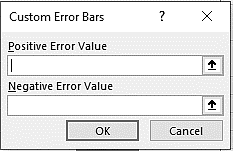 Custom Error Bars
? ×
Positive Error Value
Negative Error Value
OK Cancel